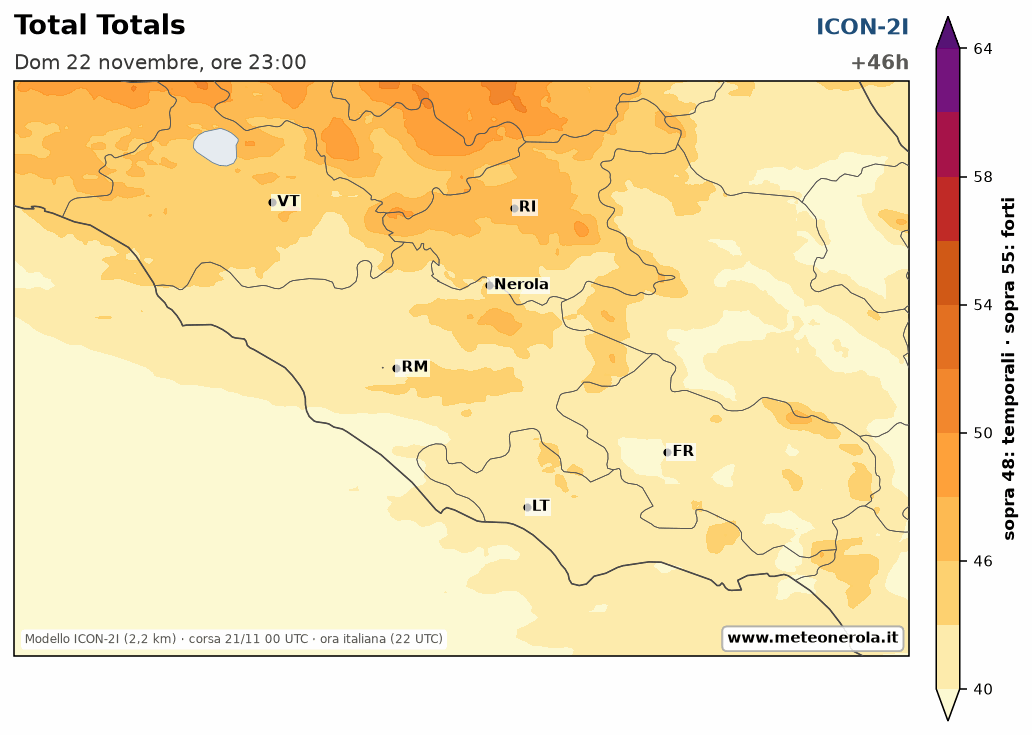 Total Totals
ICON-2I
Dom 22 novembre, ore 23:00
+46h
VT
RI
Nerola
RM
FR
LT
Modello ICON-2I (2,2 km) · corsa 21/11 00 UTC · ora italiana (22 UTC)
www.meteonerola.it
64
58
54
50
46
40
sopra 48: temporali · sopra 55: forti